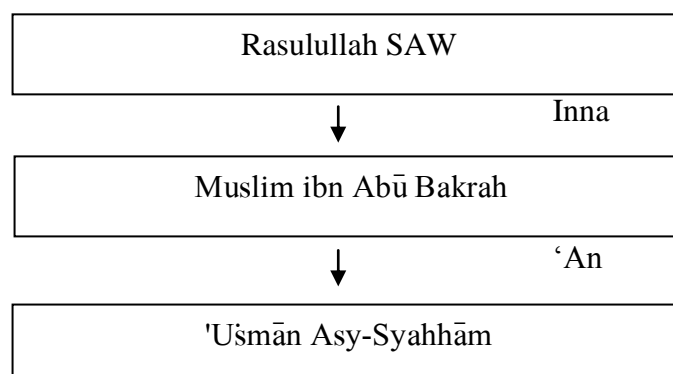 Rasulullah SAW
Inna
Muslim ibn Abū Bakrah
‘An
'Uṡmān Asy-Syahhām